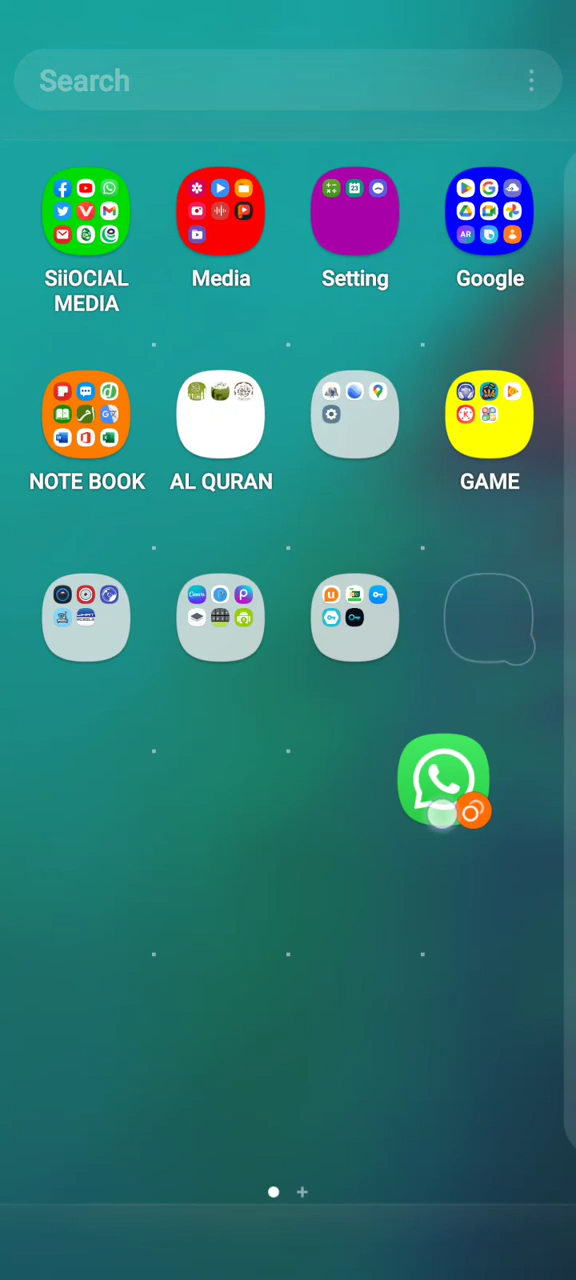 Search
SiiOCIAL
MEDIA
Media
Setting
Google
NOTE BOOK
AL QURAN
GAME